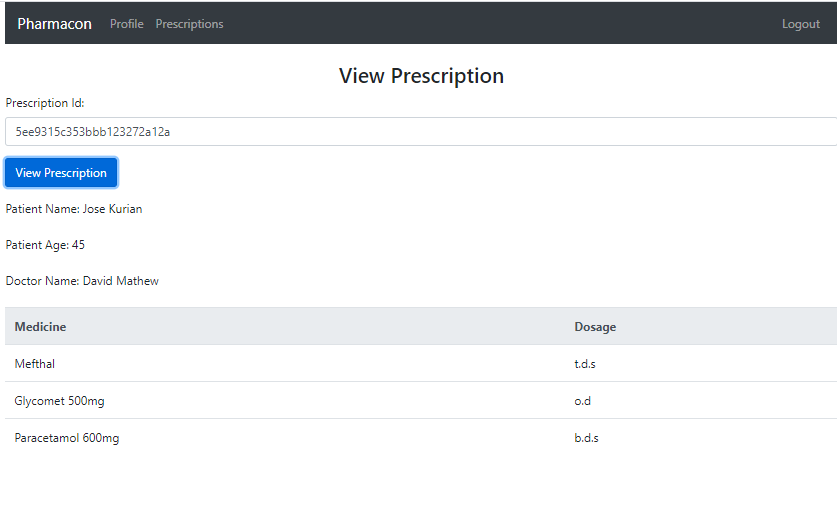 Pharmacon Profile Prescriptions Logout
View Prescription
Prescription Id:
5ee9315c353bbb123272a12a
View Prescription
Patient Name: Jose Kurian
Patient Age: 45
Doctor Name: David Mathew
Medicine Dosage
Mefthal t.d.s
Glycomet 500mg o.d
Paracetamol 600mg b.d.s